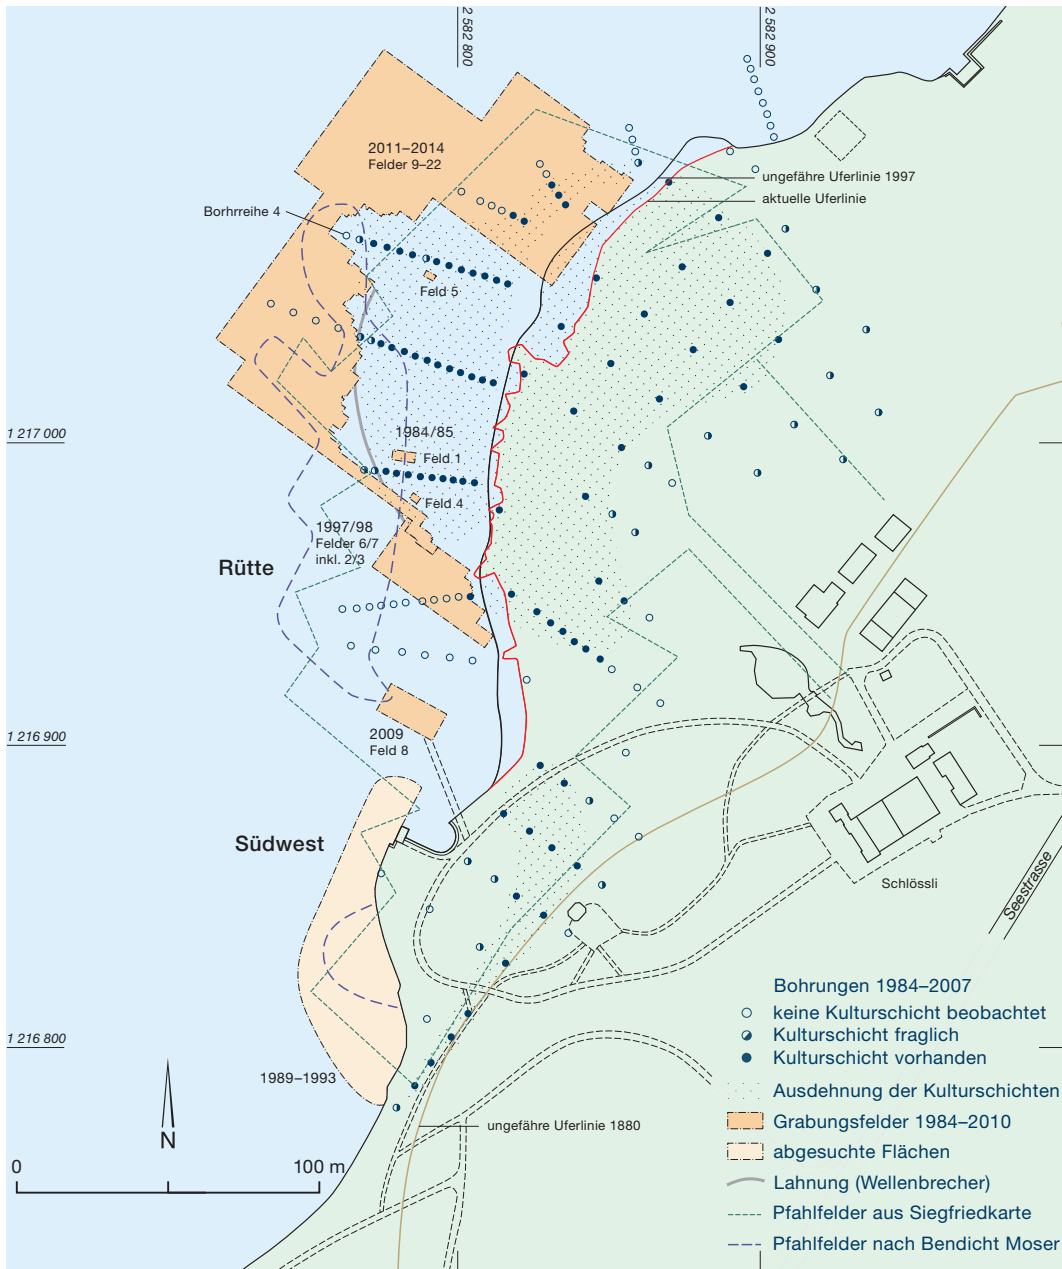 2 582 800
2 582 900
2011–2014
Felder 9–22
ungefähre Uferlinie 1997
aktuelle Uferlinie
Borhrreihe 4
Feld 5
1 217 000
1984/85
Feld 1
Feld 4
1997/98
Felder 6/7
inkl. 2/3
Rütte
1 216 900
2009
Feld 8
Südwest
Schlössli
Seestrasse
1 216 800
1989–1993
ungefähre Uferlinie 1880
N
0
100 m
Bohrungen 1984–2007
keine Kulturschicht beobachtet
Kulturschicht fraglich
Kulturschicht vorhanden
Ausdehnung der Kulturschichten
Grabungsfelder 1984–2010
abgesuchte Flächen
Lahnung (Wellenbrecher)
Pfahlfelder aus Siegfriedkarte
Pfahlfelder nach Bendicht Moser